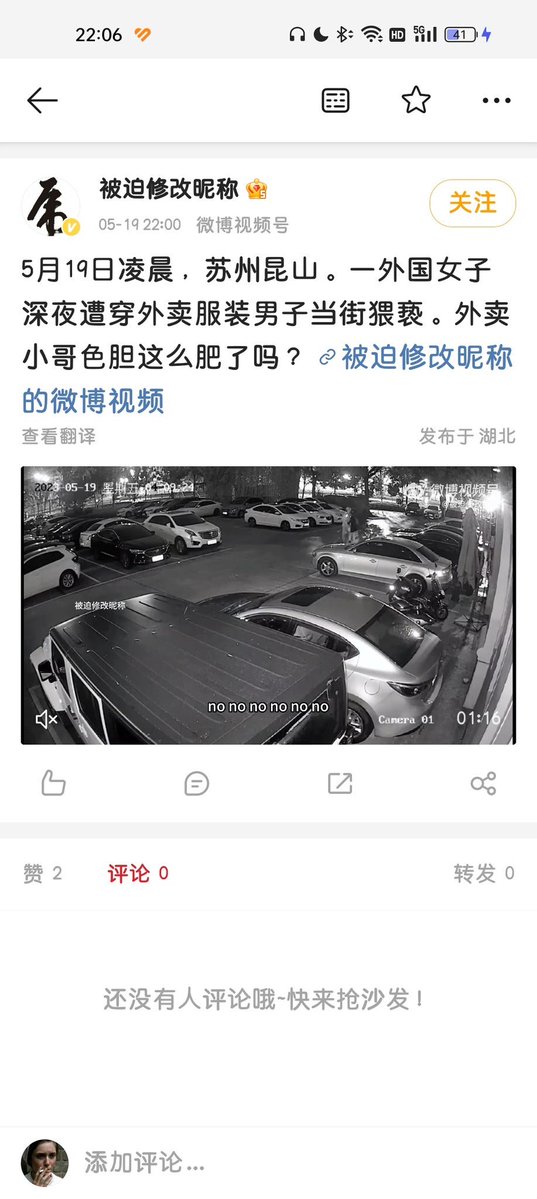 22:06
HD 5G 41
被迫修改昵称
关注
05-19 22:00 微博视频号
5月19日凌晨，苏州昆山。一外国女子
深夜遭穿外卖服装男子当街猥亵。外卖
小哥色胆这么肥了吗？被迫修改昵称
的微博视频
查看翻译 发布于 湖北
2023-05-19 星期五
微博视频号
被迫修改昵称
no no no no no no
Camera 01
01:16
赞 2 评论 0 转发 0
还没有人评论哦~快来抢沙发！
添加评论...